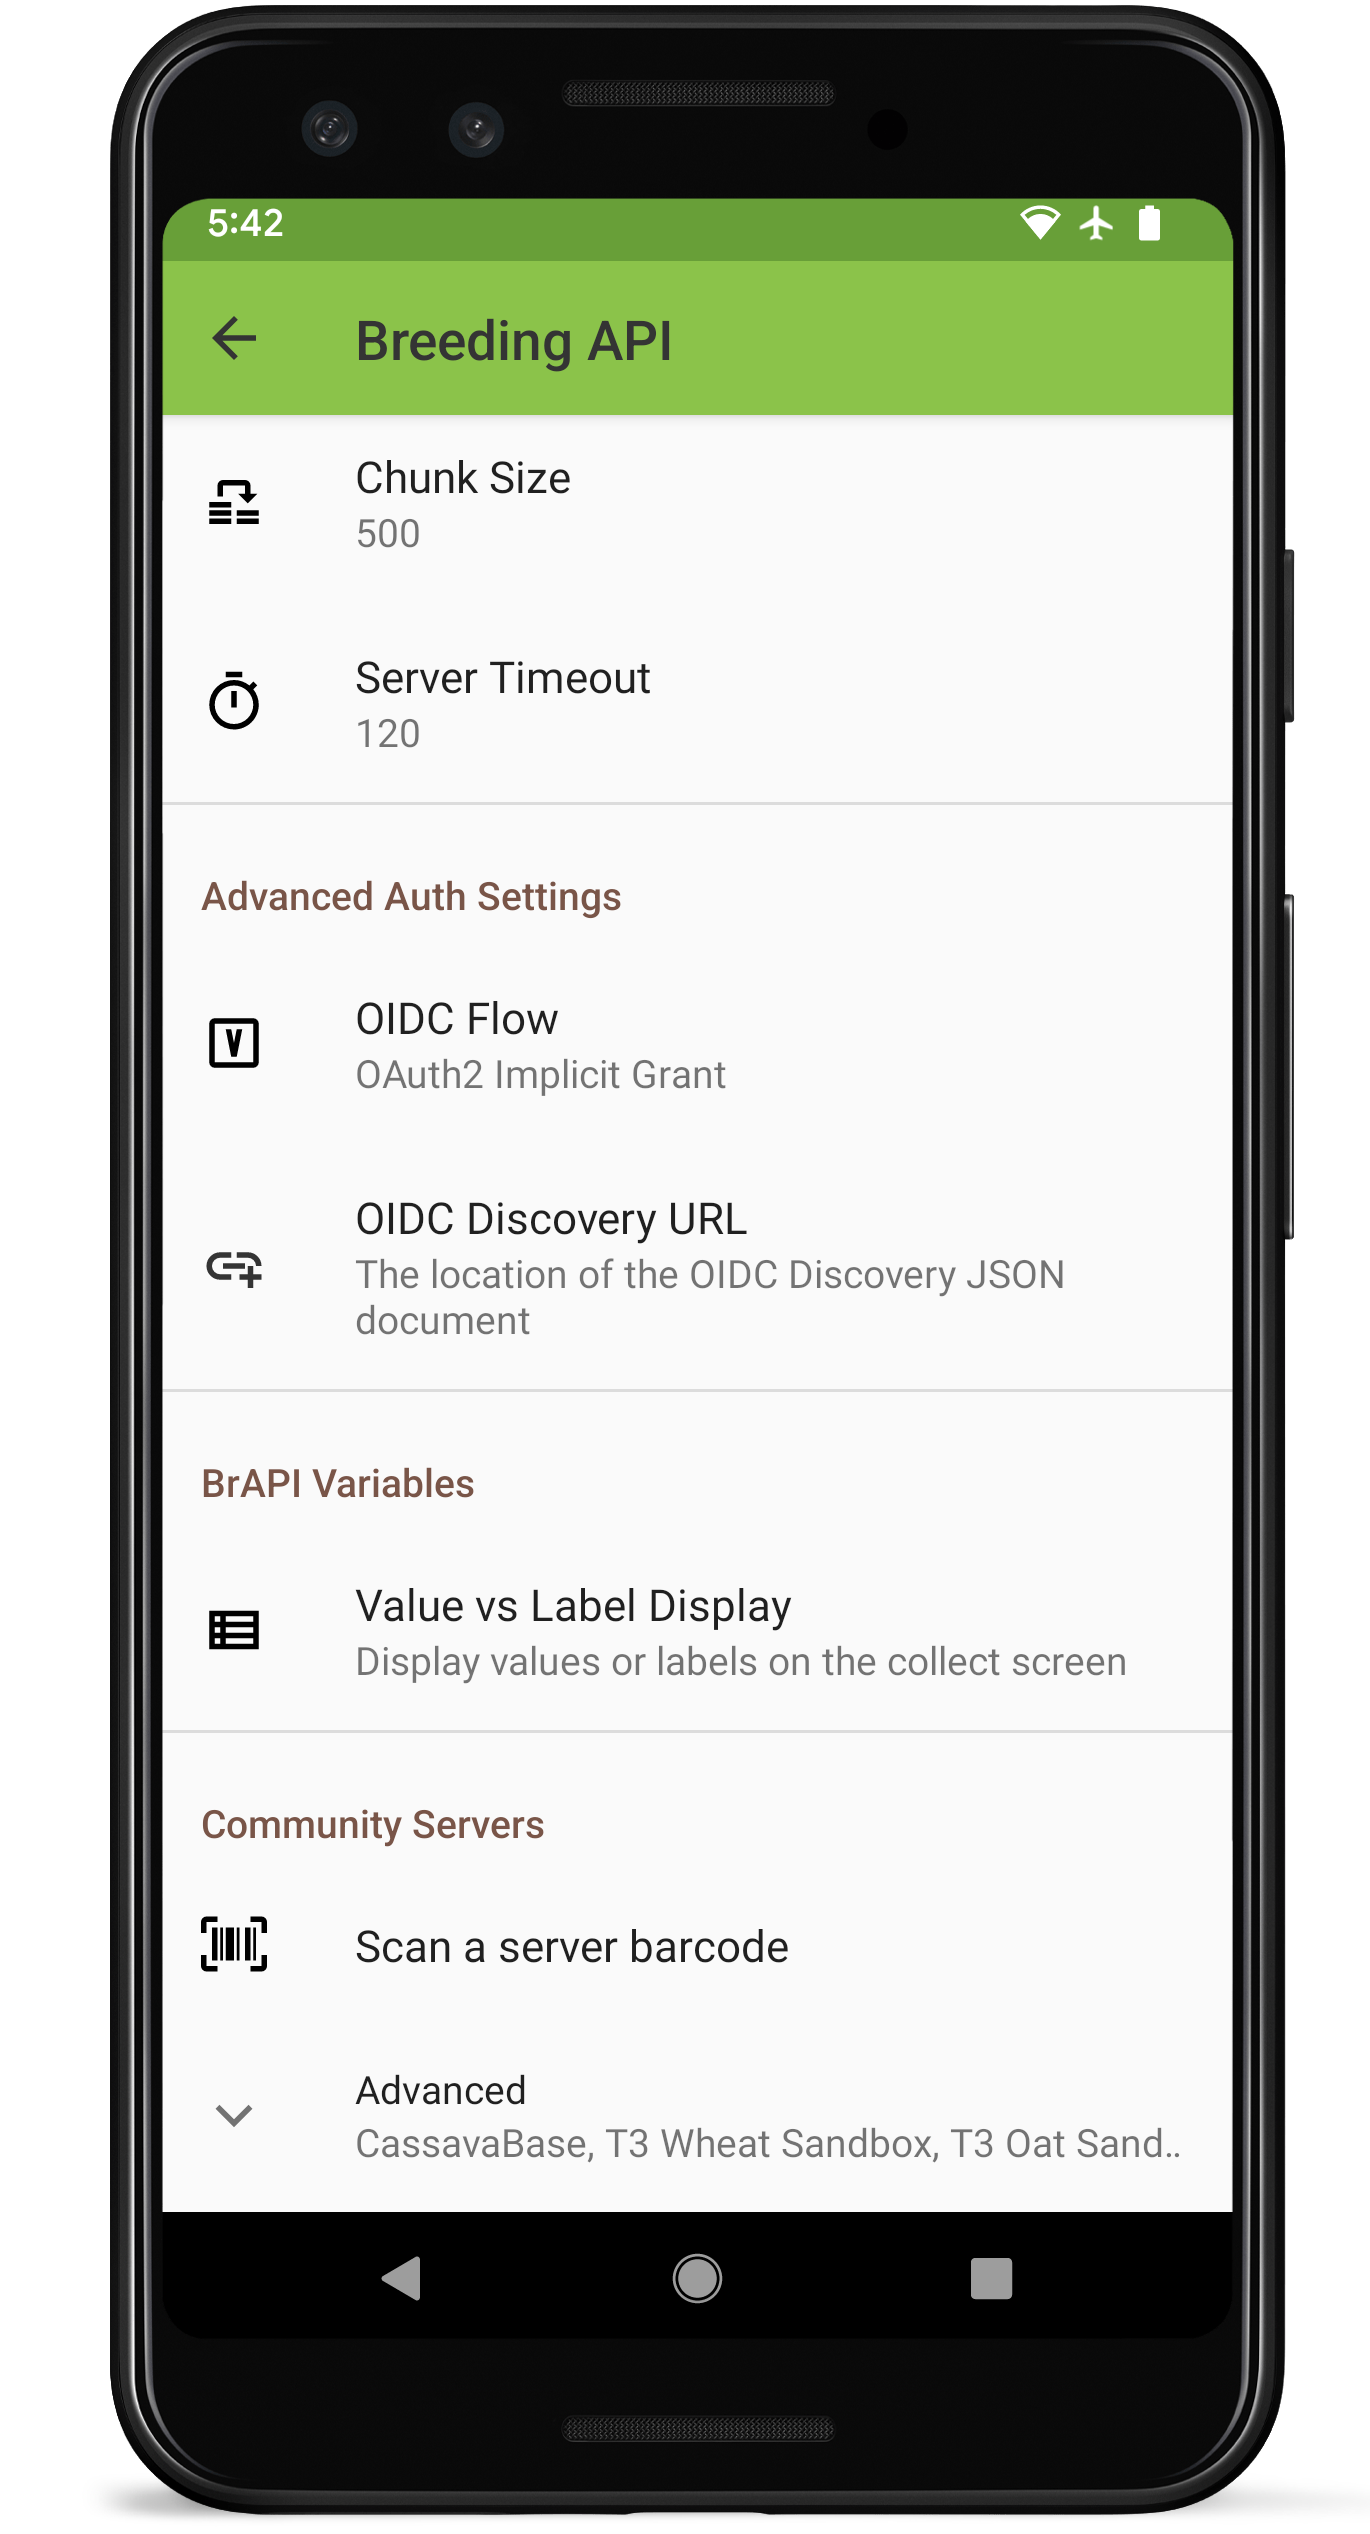 5:42
Breeding API
Chunk Size
500
Server Timeout
120
Advanced Auth Settings
OIDC Flow
OAuth2 Implicit Grant
OIDC Discovery URL
The location of the OIDC Discovery JSON
document
BrAPI Variables
Value vs Label Display
Display values or labels on the collect screen
Community Servers
Scan a server barcode
Advanced
CassavaBase, T3 Wheat Sandbox, T3 Oat Sand..